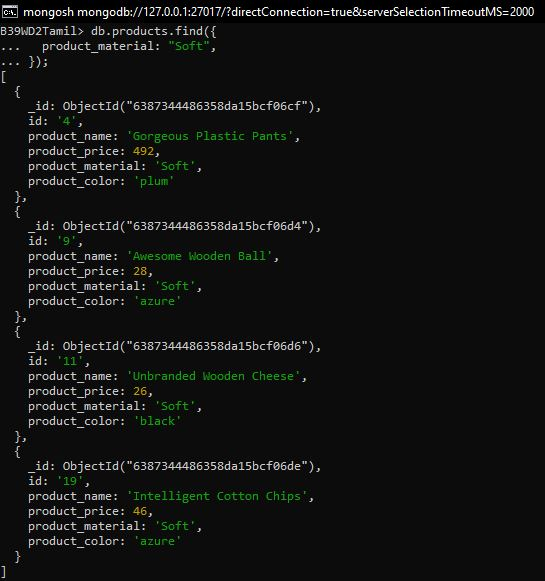 mongosh mongodb://127.0.0.1:27017/?directConnection=true&serverSelectionTimeoutMS=2000
B39WD2Tamil> db.products.find({
...   product_material: "Soft",
... });
[
  {
    _id: ObjectId("6387344486358da15bcf06cf"),
    id: '4',
    product_name: 'Gorgeous Plastic Pants',
    product_price: 492,
    product_material: 'Soft',
    product_color: 'plum'
  },
  {
    _id: ObjectId("6387344486358da15bcf06d4"),
    id: '9',
    product_name: 'Awesome Wooden Ball',
    product_price: 28,
    product_material: 'Soft',
    product_color: 'azure'
  },
  {
    _id: ObjectId("6387344486358da15bcf06d6"),
    id: '11',
    product_name: 'Unbranded Wooden Cheese',
    product_price: 26,
    product_material: 'Soft',
    product_color: 'black'
  },
  {
    _id: ObjectId("6387344486358da15bcf06de"),
    id: '19',
    product_name: 'Intelligent Cotton Chips',
    product_price: 46,
    product_material: 'Soft',
    product_color: 'azure'
  }
]